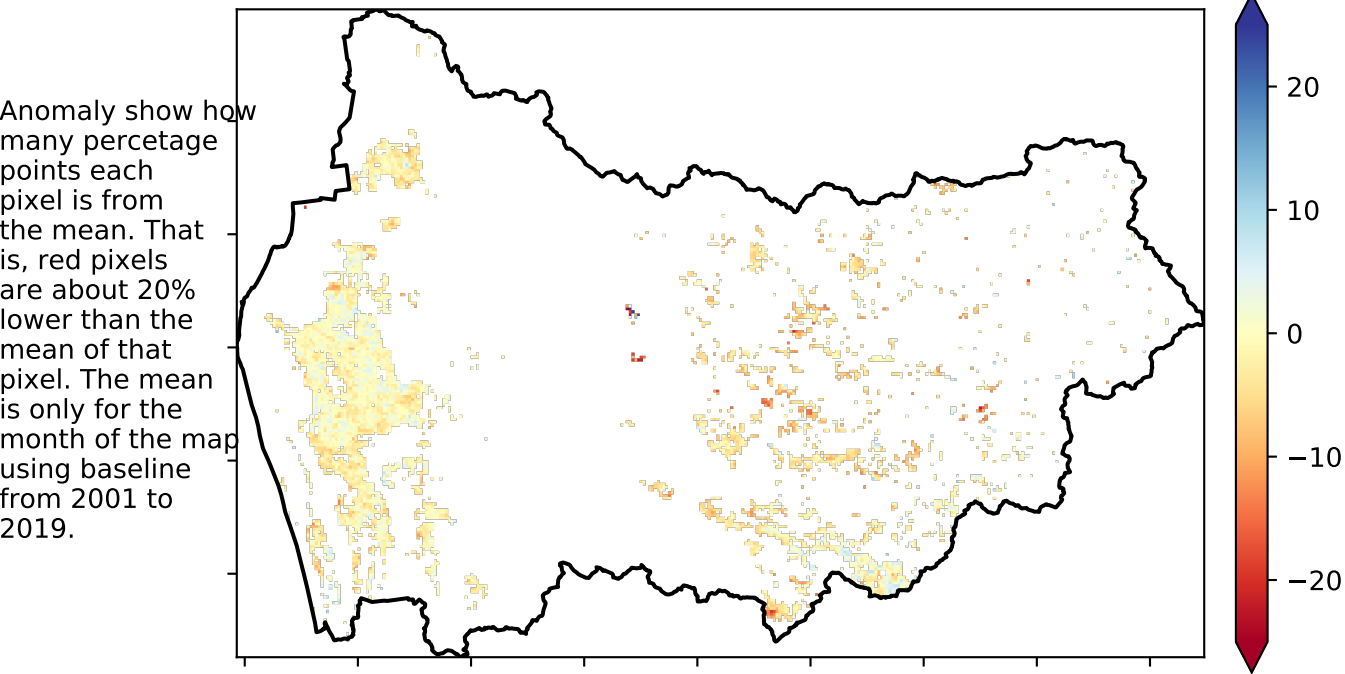 Anomaly show how
many percetage
points each
pixel is from
the mean. That
is, red pixels
are about 20%
lower than the
mean of that
pixel. The mean
is only for the
month of the map
using baseline
from 2001 to
2019.
20
10
0
−10
−20